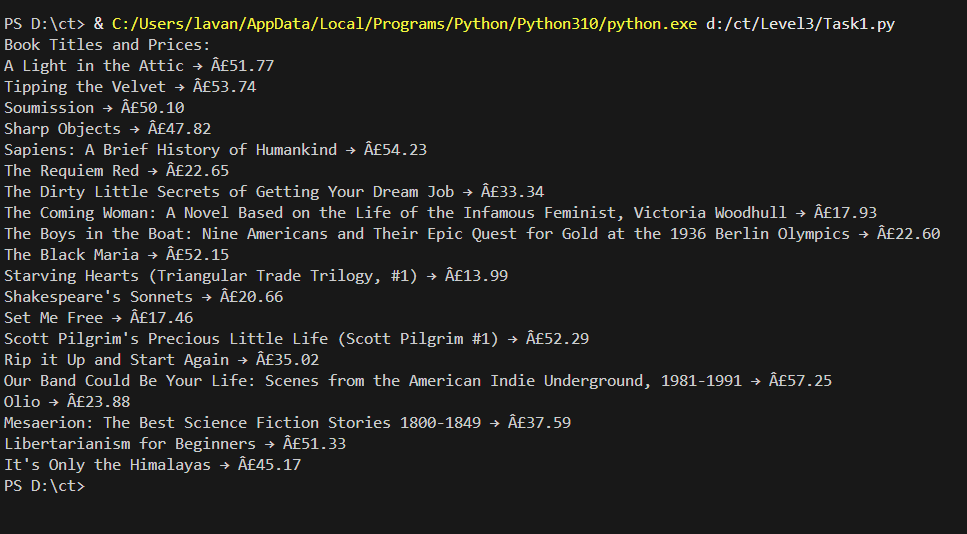 PS D:\ct> & C:/Users/lavan/AppData/Local/Programs/Python/Python310/python.exe d:/ct/Level3/Task1.py
Book Titles and Prices:
A Light in the Attic → Â£51.77
Tipping the Velvet → Â£53.74
Soumission → Â£50.10
Sharp Objects → Â£47.82
Sapiens: A Brief History of Humankind → Â£54.23
The Requiem Red → Â£22.65
The Dirty Little Secrets of Getting Your Dream Job → Â£33.34
The Coming Woman: A Novel Based on the Life of the Infamous Feminist, Victoria Woodhull → Â£17.93
The Boys in the Boat: Nine Americans and Their Epic Quest for Gold at the 1936 Berlin Olympics → Â£22.60
The Black Maria → Â£52.15
Starving Hearts (Triangular Trade Trilogy, #1) → Â£13.99
Shakespeare's Sonnets → Â£20.66
Set Me Free → Â£17.46
Scott Pilgrim's Precious Little Life (Scott Pilgrim #1) → Â£52.29
Rip it Up and Start Again → Â£35.02
Our Band Could Be Your Life: Scenes from the American Indie Underground, 1981-1991 → Â£57.25
Olio → Â£23.88
Mesaerion: The Best Science Fiction Stories 1800-1849 → Â£37.59
Libertarianism for Beginners → Â£51.33
It's Only the Himalayas → Â£45.17
PS D:\ct>